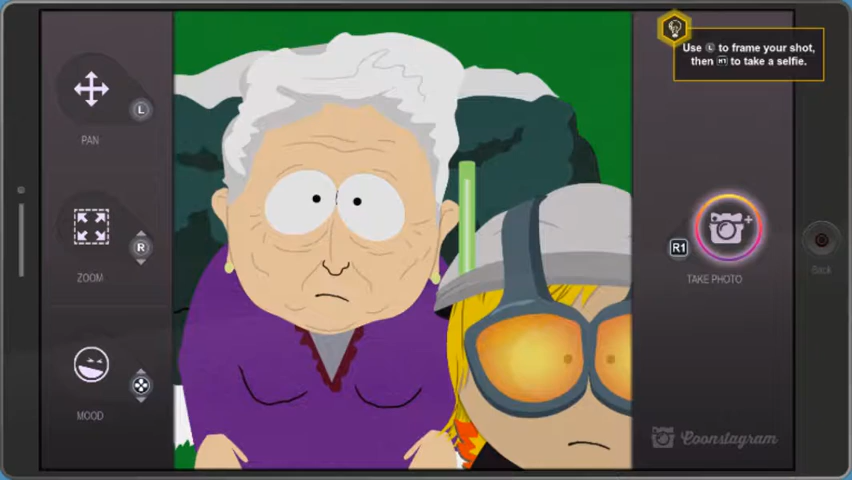 Use L to frame your shot,
then R1 to take a selfie.
L
PAN
R
ZOOM
R1
TAKE PHOTO
Back
MOOD
Coonstagram